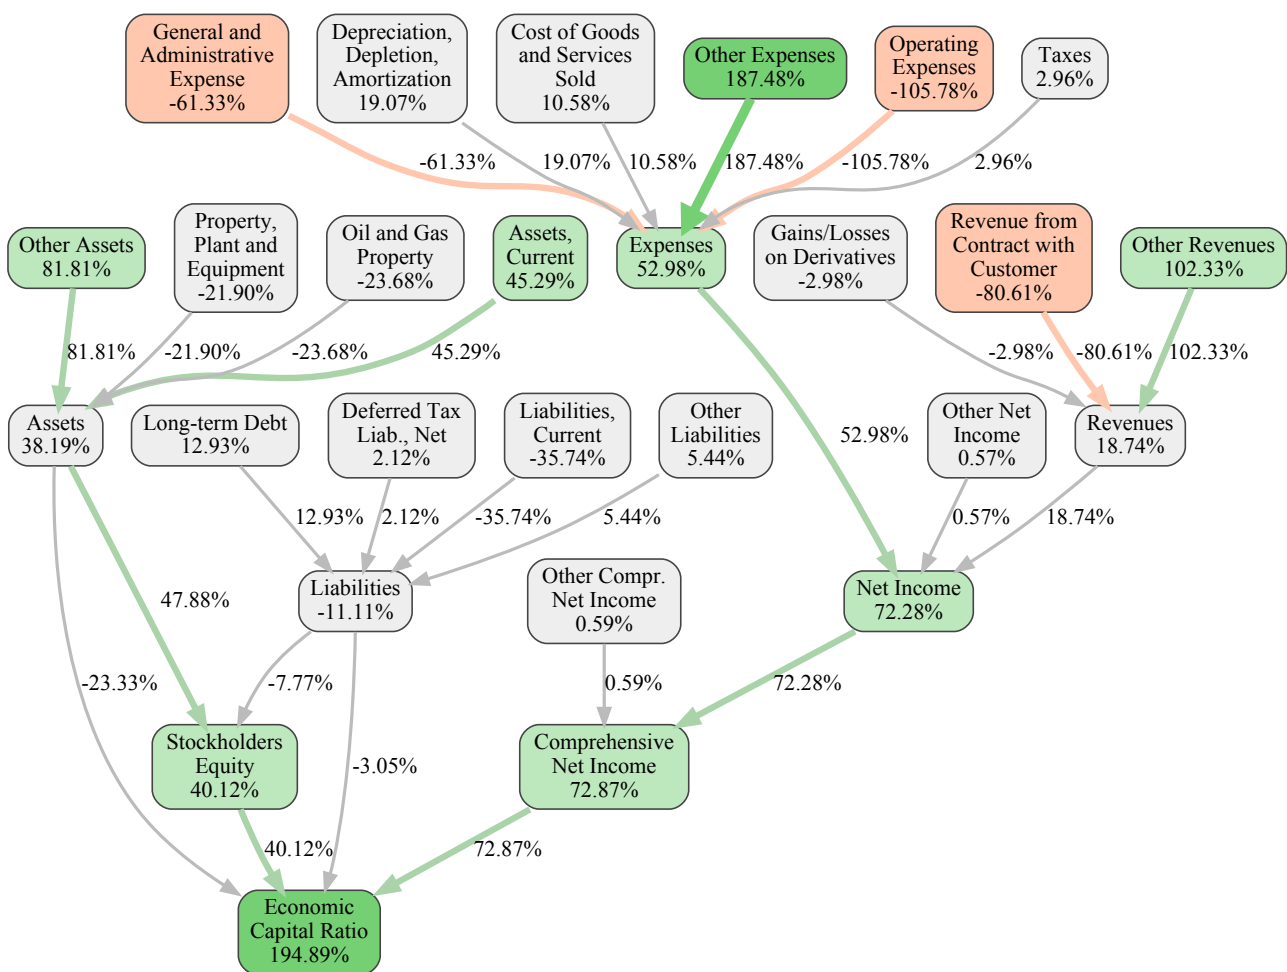 General and
Administrative
Expense
-61.33%
Depreciation,
Depletion,
Amortization
19.07%
Cost of Goods
and Services
Sold
10.58%
Other Expenses
187.48%
Operating
Expenses
-105.78%
Taxes
2.96%
-61.33%
19.07%
10.58%
187.48%
-105.78%
2.96%
Other Assets
81.81%
Property,
Plant and
Equipment
-21.90%
Oil and Gas
Property
-23.68%
Assets,
Current
45.29%
Expenses
52.98%
Gains/Losses
on Derivatives
-2.98%
Revenue from
Contract with
Customer
-80.61%
Other Revenues
102.33%
81.81%
-21.90%
-23.68%
45.29%
-2.98%
-80.61%
102.33%
Assets
38.19%
Long-term Debt
12.93%
Deferred Tax
Liab., Net
2.12%
Liabilities,
Current
-35.74%
Other
Liabilities
5.44%
52.98%
Other Net
Income
0.57%
Revenues
18.74%
12.93%
2.12%
-35.74%
5.44%
0.57%
18.74%
47.88%
Liabilities
-11.11%
Other Compr.
Net Income
0.59%
Net Income
72.28%
-23.33%
-7.77%
0.59%
72.28%
Stockholders
Equity
40.12%
-3.05%
Comprehensive
Net Income
72.87%
40.12%
72.87%
Economic
Capital Ratio
194.89%